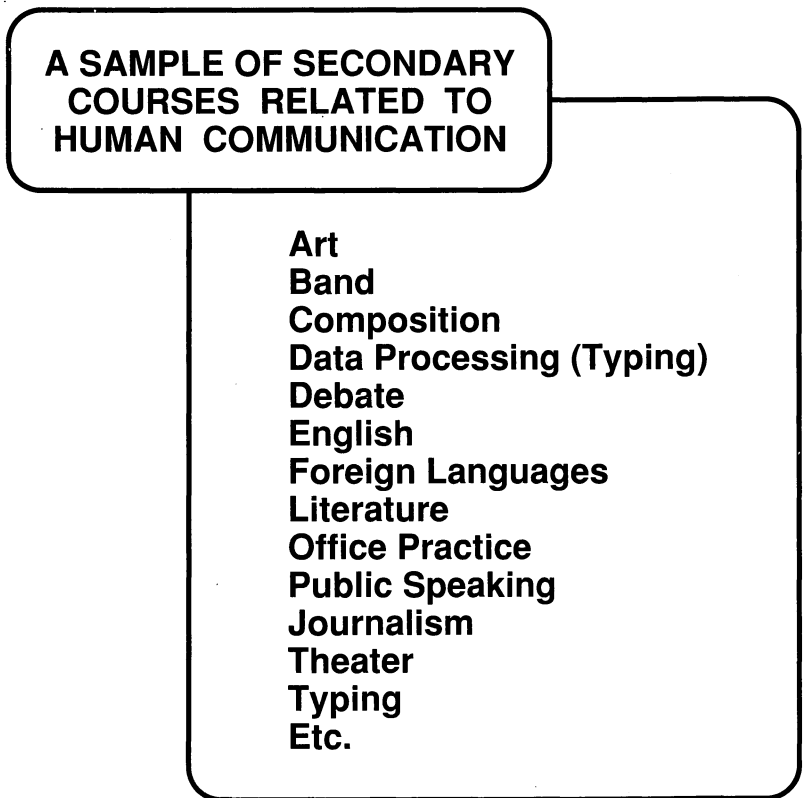 A SAMPLE OF SECONDARY
COURSES RELATED TO
HUMAN COMMUNICATION
Art
Band
Composition
Data Processing (Typing)
Debate
English
Foreign Languages
Literature
Office Practice
Public Speaking
Journalism
Theater
Typing
Etc.